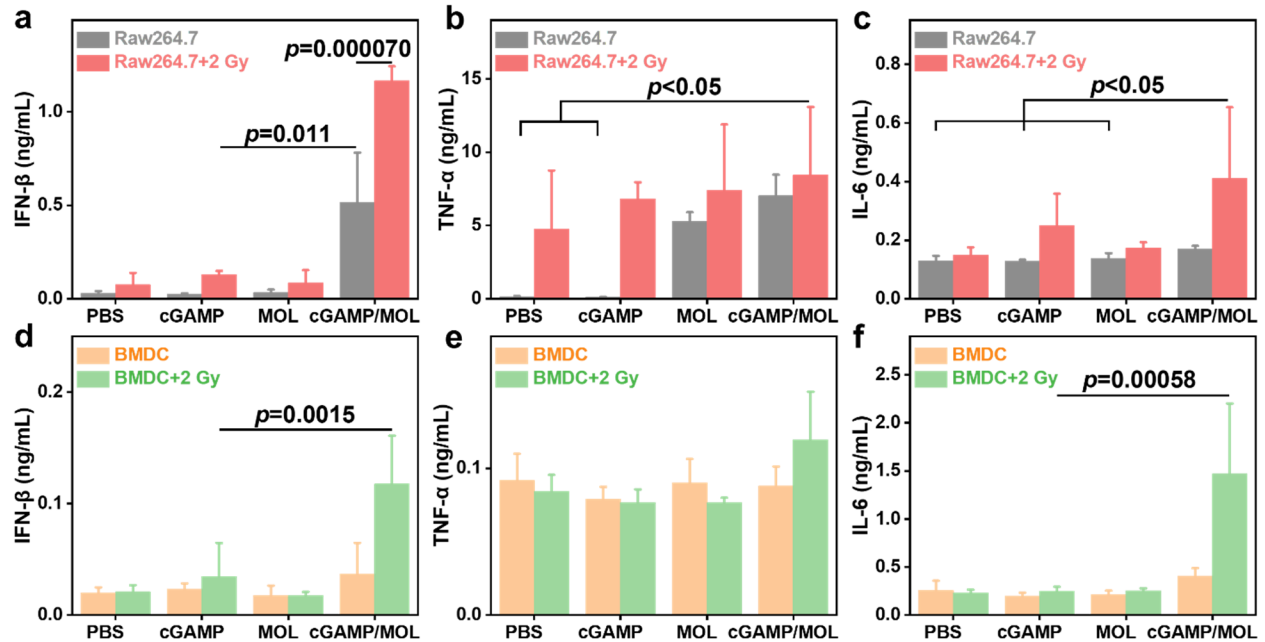 a
Raw264.7
Raw264.7+2 Gy
p=0.000070
p=0.011
IFN-β (ng/mL)
1.0
0.5
0.0
PBS cGAMP MOL cGAMP/MOL
b
Raw264.7
Raw264.7+2 Gy
p<0.05
TNF-α (ng/mL)
15
10
5
0
PBS cGAMP MOL cGAMP/MOL
c
Raw264.7
Raw264.7+2 Gy
p<0.05
IL-6 (ng/mL)
0.8
0.6
0.4
0.2
0.0
PBS cGAMP MOL cGAMP/MOL
d
BMDC
BMDC+2 Gy
p=0.0015
IFN-β (ng/mL)
0.2
0.1
0.0
PBS cGAMP MOL cGAMP/MOL
e
BMDC
BMDC+2 Gy
TNF-α (ng/mL)
0.1
0.0
PBS cGAMP MOL cGAMP/MOL
f
BMDC
BMDC+2 Gy
p=0.00058
IL-6 (ng/mL)
2.5
2.0
1.5
1.0
0.5
0.0
PBS cGAMP MOL cGAMP/MOL